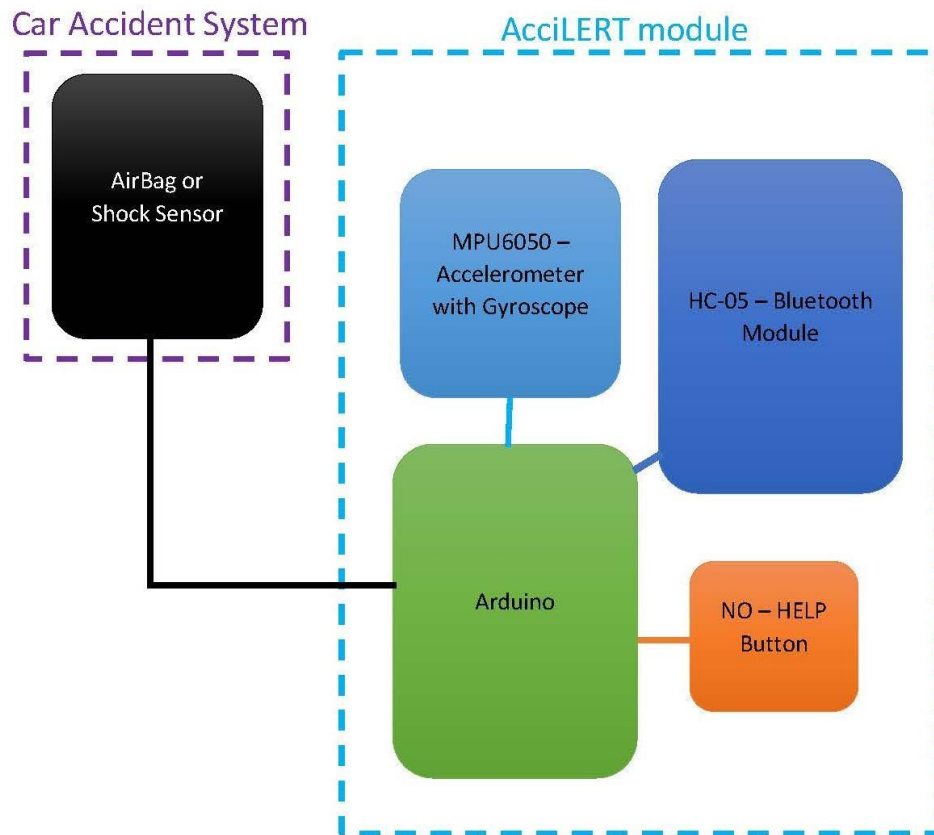 Car Accident System
AcciLERT module
AirBag or
Shock Sensor
MPU6050 –
Accelerometer
with Gyroscope
HC-05 – Bluetooth
Module
Arduino
NO – HELP
Button